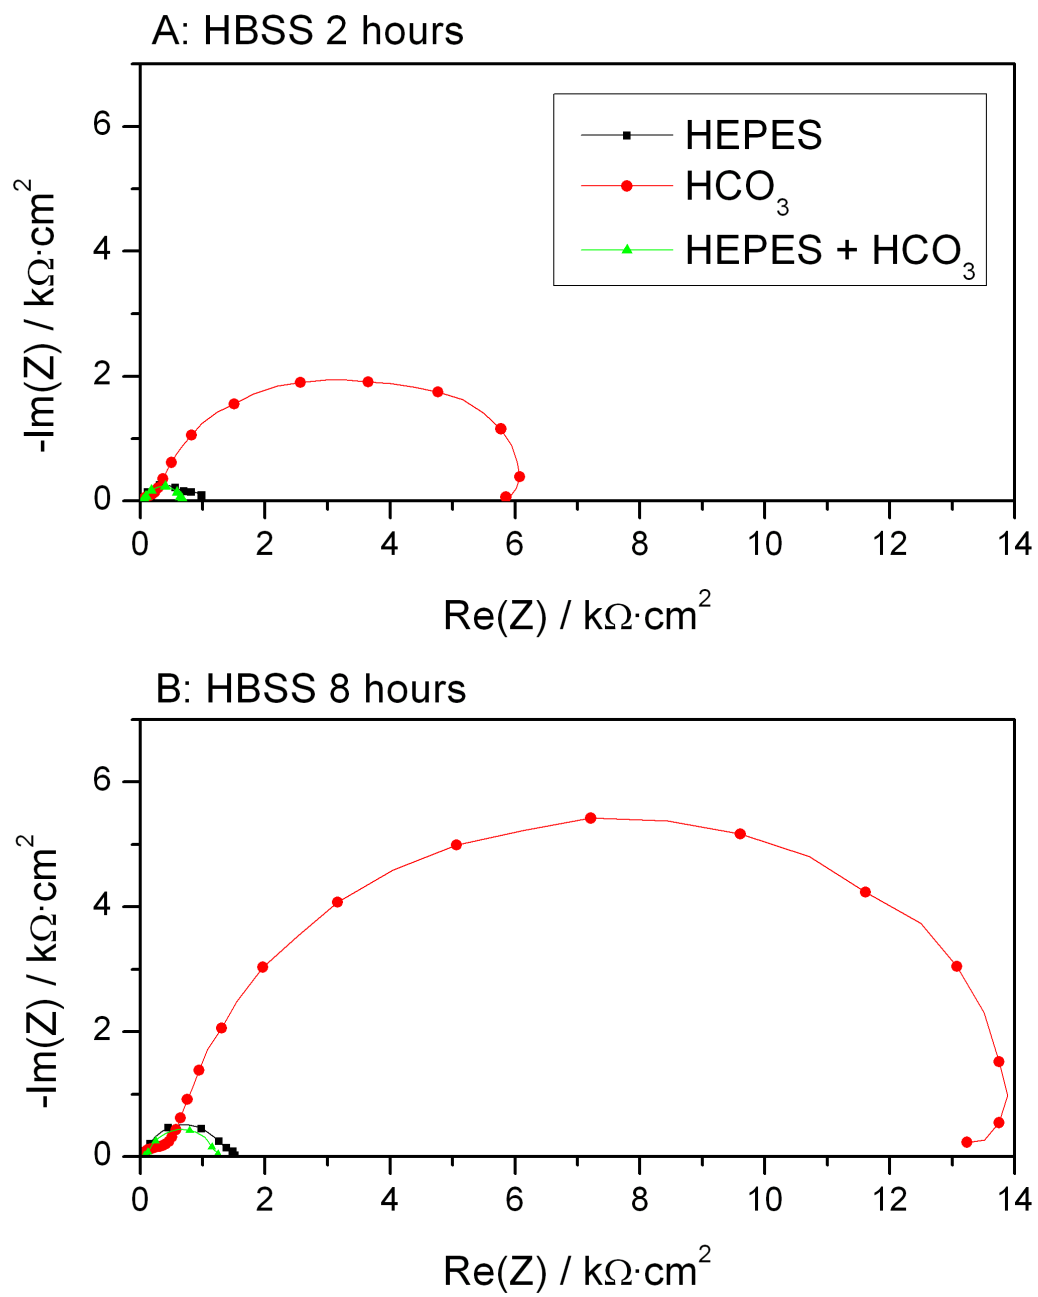 A: HBSS 2 hours
6
4
2
0
-Im(Z) / kΩ·cm²
HEPES
HCO₃
HEPES + HCO₃
0 2 4 6 8 10 12 14
Re(Z) / kΩ·cm²
B: HBSS 8 hours
6
4
2
0
-Im(Z) / kΩ·cm²
0 2 4 6 8 10 12 14
Re(Z) / kΩ·cm²